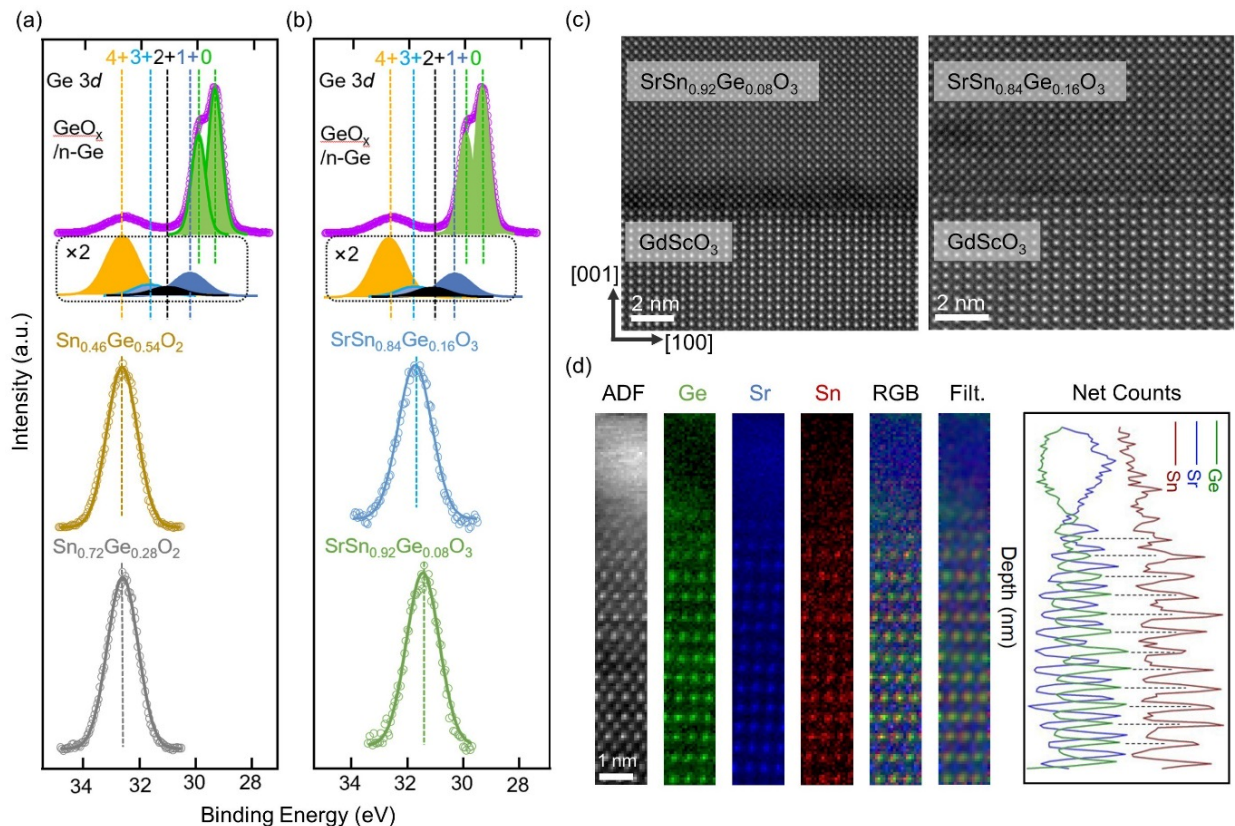 (a)
4+3+2+1+0
Ge 3d
GeOx
/n-Ge
×2
Sn0.46Ge0.54O2
Sn0.72Ge0.28O2
34 32 30 28
Intensity (a.u.)
(b)
4+3+2+1+0
Ge 3d
GeOx
/n-Ge
×2
SrSn0.84Ge0.16O3
SrSn0.92Ge0.08O3
34 32 30 28
Binding Energy (eV)
(c)
SrSn0.92Ge0.08O3
GdScO3
[001]
2 nm
[100]
SrSn0.84Ge0.16O3
GdScO3
2 nm
(d)
ADF Ge Sr Sn RGB Filt. Net Counts
1 nm
Depth (nm)
Sn
Sr
Ge